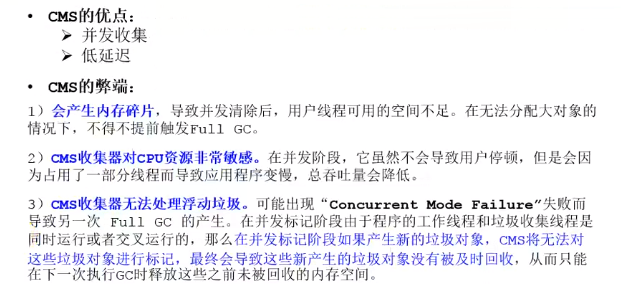 • CMS的优点：
➢ 并发收集
➢ 低延迟
• CMS的弊端：
1）会产生内存碎片，导致并发清除后，用户线程可用的空间不足。在无法分配大对象的
情况下，不得不提前触发Full GC。
2）CMS收集器对CPU资源非常敏感。在并发阶段，它虽然不会导致用户停顿，但是会因
为占用了一部分线程而导致应用程序变慢，总吞吐量会降低。
3）CMS收集器无法处理浮动垃圾。可能出现“Concurrent Mode Failure”失败而
导致另一次 Full GC 的产生。在并发标记阶段由于程序的工作线程和垃圾收集线程是
同时运行或者交叉运行的，那么在并发标记阶段如果产生新的垃圾对象，CMS将无法对
这些垃圾对象进行标记，最终会导致这些新产生的垃圾对象没有被及时回收，从而只能
在下一次执行GC时释放这些之前未被回收的内存空间。